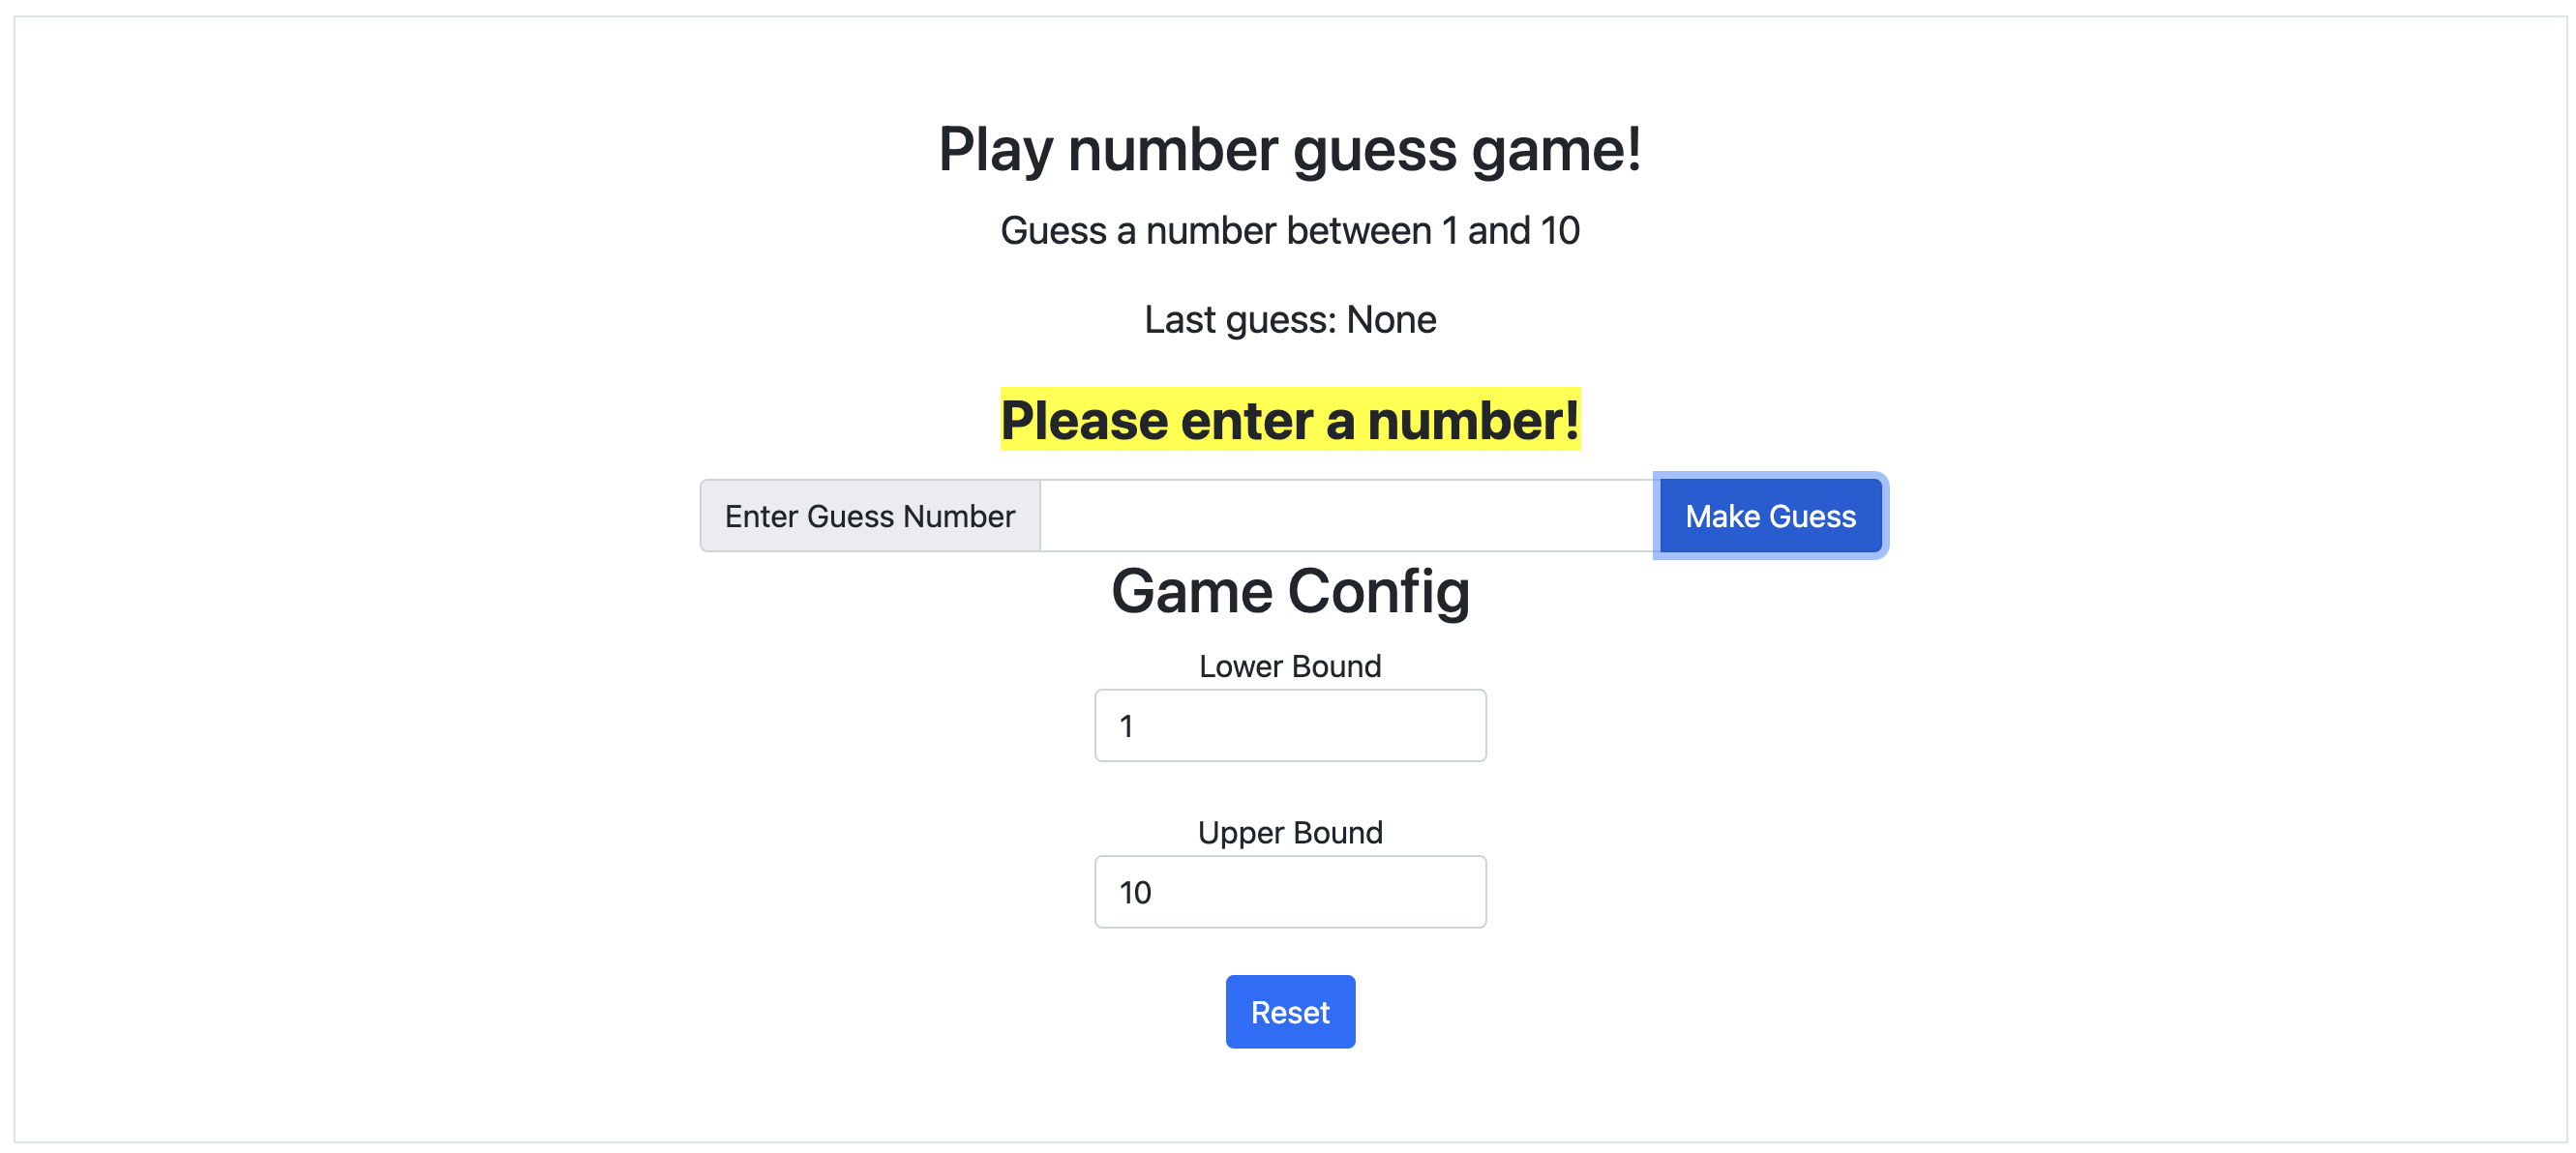 Play number guess game!
Guess a number between 1 and 10
Last guess: None
Please enter a number!
Enter Guess Number
Make Guess
Game Config
Lower Bound
1
Upper Bound
10
Reset